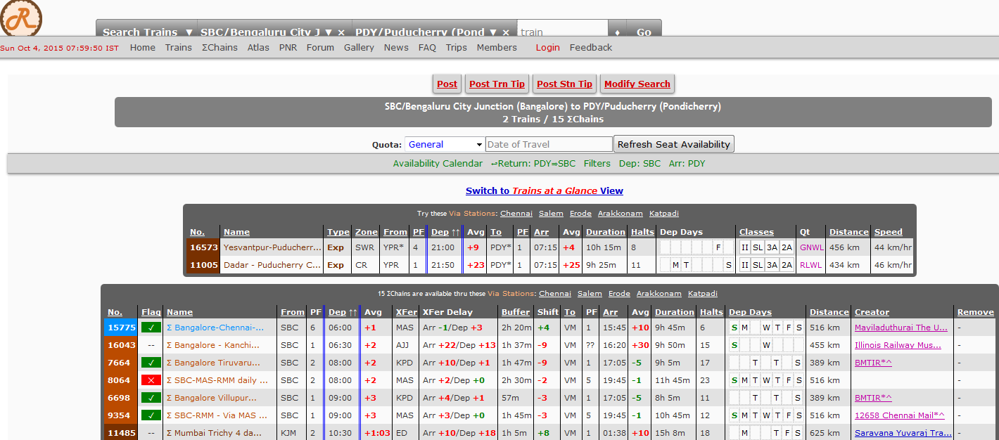 R
Search Trains ▼ SBC/Bengaluru City J ▼ × PDY/Puducherry (Pond ▼ × train ♦ Go
Sun Oct 4, 2015 07:59:50 IST Home Trains ΣChains Atlas PNR Forum Gallery News FAQ Trips Members Login Feedback
Post Post Trn Tip Post Stn Tip Modify Search
SBC/Bengaluru City Junction (Bangalore) to PDY/Puducherry (Pondicherry)
2 Trains / 15 ΣChains
Quota: General Date of Travel Refresh Seat Availability
Availability Calendar ↩Return: PDY⇒SBC Filters Dep: SBC Arr: PDY
Switch to Trains at a Glance View
Try these Via Stations: Chennai Salem Erode Arakkonam Katpadi
No. Name Type Zone From PF Dep ↑↑ Avg To PF Arr Avg Duration Halts Dep Days Classes Qt Distance Speed
16573 Yesvantpur-Puducherr... Exp SWR YPR* 4 21:00 +9 PDY* 1 07:15 +4 10h 15m 8 F II SL 3A 2A GNWL 456 km 44 km/hr
11005 Dadar - Puducherry C... Exp CR YPR 1 21:50 +23 PDY* 1 07:15 +25 9h 25m 11 M T S II SL 3A 2A RLWL 434 km 46 km/hr
15 ΣChains are available thru these Via Stations: Chennai Salem Erode Arakkonam Katpadi
No. Flag Name From PF Dep ↑↑ Avg XFer XFer Delay Buffer Shift To PF Arr Avg Duration Halts Dep Days Distance Creator Remove
15775 ✓ Σ Bangalore-Chennai-... SBC 6 06:00 +1 MAS Arr -1/Dep +3 2h 20m +4 VM 1 15:45 +10 9h 45m 6 S M W T F S 516 km Mayiladuthurai The U... -
16043 -- Σ Bangalore - Kanchi... SBC 1 06:30 +2 AJJ Arr +22/Dep +13 1h 37m -9 VM ?? 16:20 +30 9h 50m 15 S W 455 km Illinois Railway Mus... -
7664 ✓ Σ Bangalore Tiruvaru... SBC 2 08:00 +2 KPD Arr +10/Dep +1 1h 47m -9 VM 1 17:05 -5 9h 5m 17 T T S 389 km BMTIR*^ -
8064 × Σ SBC-MAS-RMM daily ... SBC 2 08:00 +2 MAS Arr +2/Dep +0 2h 30m -2 VM 5 19:45 -1 11h 45m 23 S M T W T F S 516 km -
6698 ✓ Σ Bangalore Villupur... SBC 1 09:00 +3 KPD Arr +4/Dep +1 57m -3 VM 1 17:05 -5 8h 5m 11 T T S 389 km BMTIR*^ -
9354 ✓ Σ SBC-RMM - Via MAS ... SBC 1 09:00 +3 MAS Arr +3/Dep +0 1h 45m -3 VM 5 19:45 -1 10h 45m 12 S M T W T F S 516 km 12658 Chennai Mail*^ -
11485 -- Σ Mumbai Trichy 4 da... KJM 2 10:30 +1:03 ED Arr +10/Dep +18 1h 5m +8 VM 1 01:38 +10 15h 8m 18 M T F S 625 km Saravana Yuvaraj Tra... -